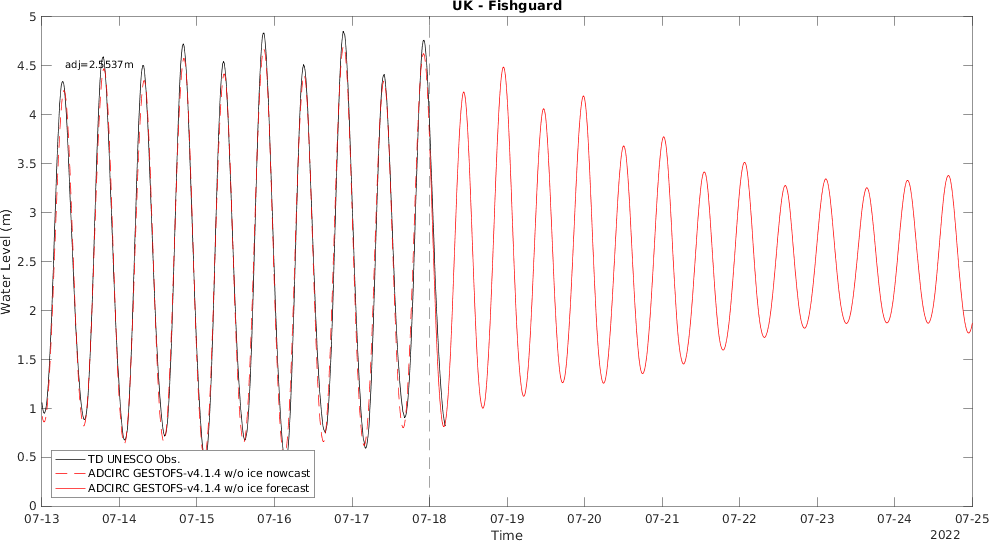 UK - Fishguard
5
adj=2.5537m
4.5
4
3.5
3
2.5
2
1.5
1
0.5
0
Water Level (m)
TD UNESCO Obs.
ADCIRC GESTOFS-v4.1.4 w/o ice nowcast
ADCIRC GESTOFS-v4.1.4 w/o ice forecast
07-13 07-14 07-15 07-16 07-17 07-18 07-19 07-20 07-21 07-22 07-23 07-24 07-25
Time
2022